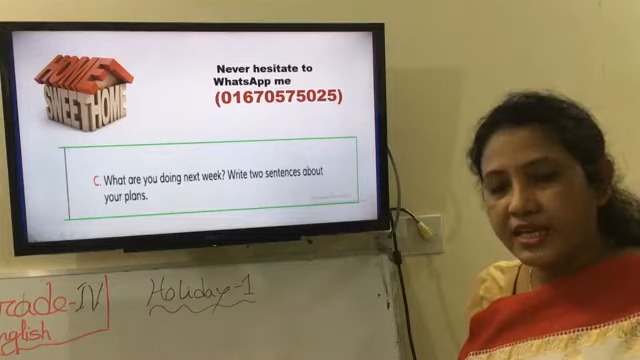 HOME
SWEET HOME
Never hesitate to
WhatsApp me
(01670575025)
C. What are you doing next week? Write two sentences about
your plans.
rade-IV
nglish
Holiday-1